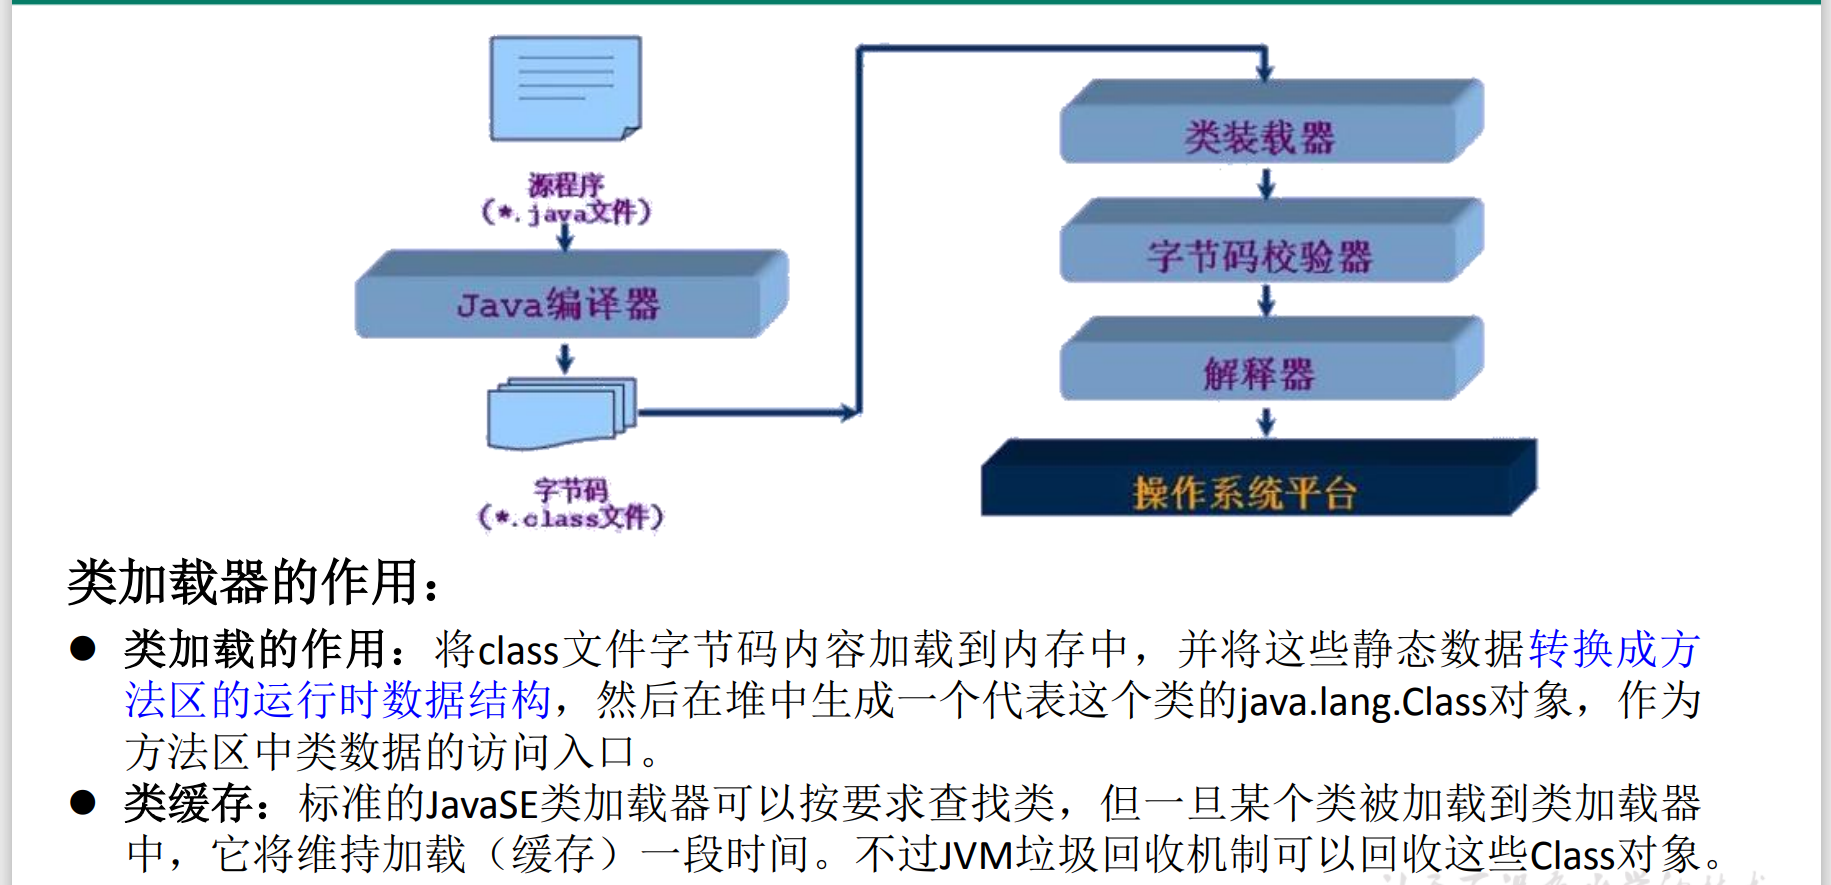 源程序
(*.java文件)
Java编译器
字节码
(*.class文件)
类装载器
字节码校验器
解释器
操作系统平台
类加载器的作用：
● 类加载的作用：将class文件字节码内容加载到内存中，并将这些静态数据转换成方
法区的运行时数据结构，然后在堆中生成一个代表这个类的java.lang.Class对象，作为
方法区中类数据的访问入口。
● 类缓存：标准的JavaSE类加载器可以按要求查找类，但一旦某个类被加载到类加载器
中，它将维持加载（缓存）一段时间。不过JVM垃圾回收机制可以回收这些Class对象。